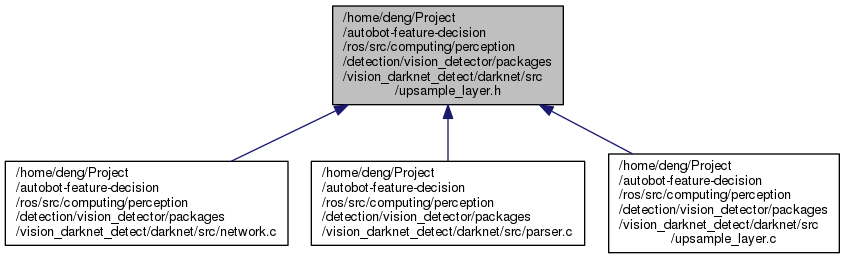 /home/deng/Project
/autobot-feature-decision
/ros/src/computing/perception
/detection/vision_detector/packages
/vision_darknet_detect/darknet/src
/upsample_layer.h
/home/deng/Project
/autobot-feature-decision
/ros/src/computing/perception
/detection/vision_detector/packages
/vision_darknet_detect/darknet/src/network.c
/home/deng/Project
/autobot-feature-decision
/ros/src/computing/perception
/detection/vision_detector/packages
/vision_darknet_detect/darknet/src/parser.c
/home/deng/Project
/autobot-feature-decision
/ros/src/computing/perception
/detection/vision_detector/packages
/vision_darknet_detect/darknet/src
/upsample_layer.c